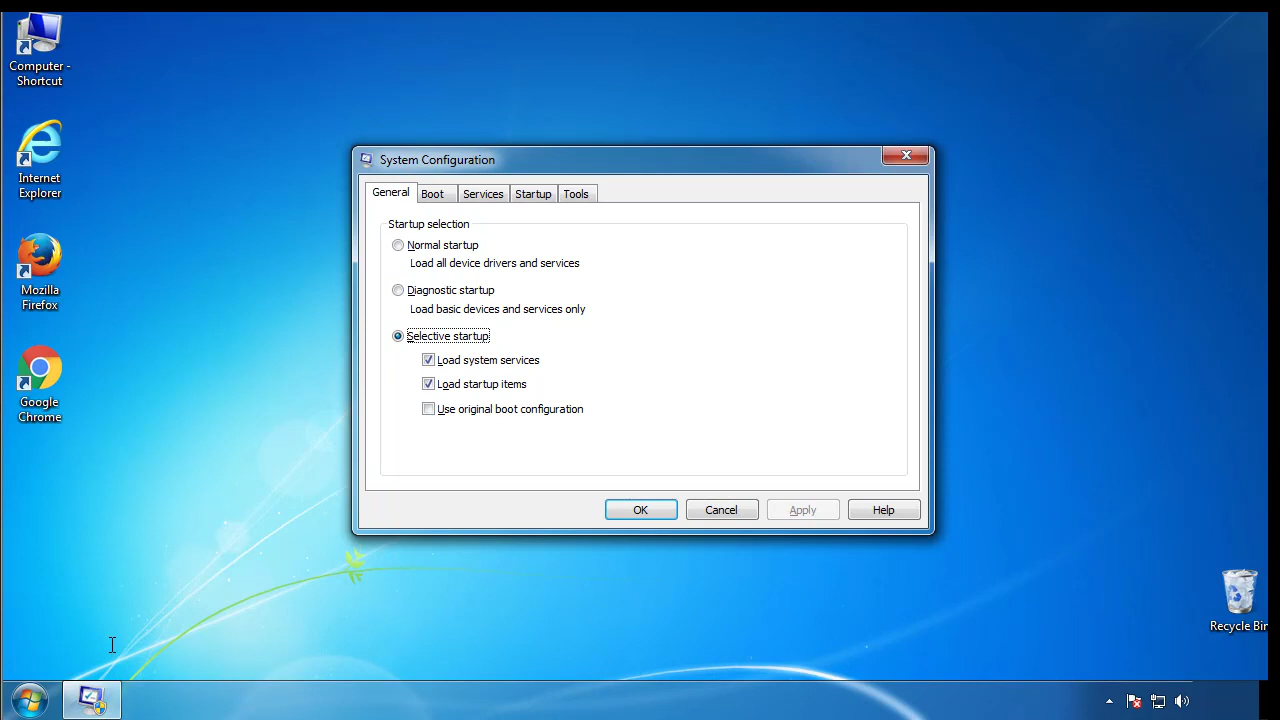 Computer -
Shortcut
Internet
Explorer
Mozilla
Firefox
Google
Chrome
System Configuration
General
Boot
Services
Startup
Tools
Startup selection
Normal startup
Load all device drivers and services
Diagnostic startup
Load basic devices and services only
Selective startup
Load system services
Load startup items
Use original boot configuration
OK
Cancel
Apply
Help
Recycle Bin